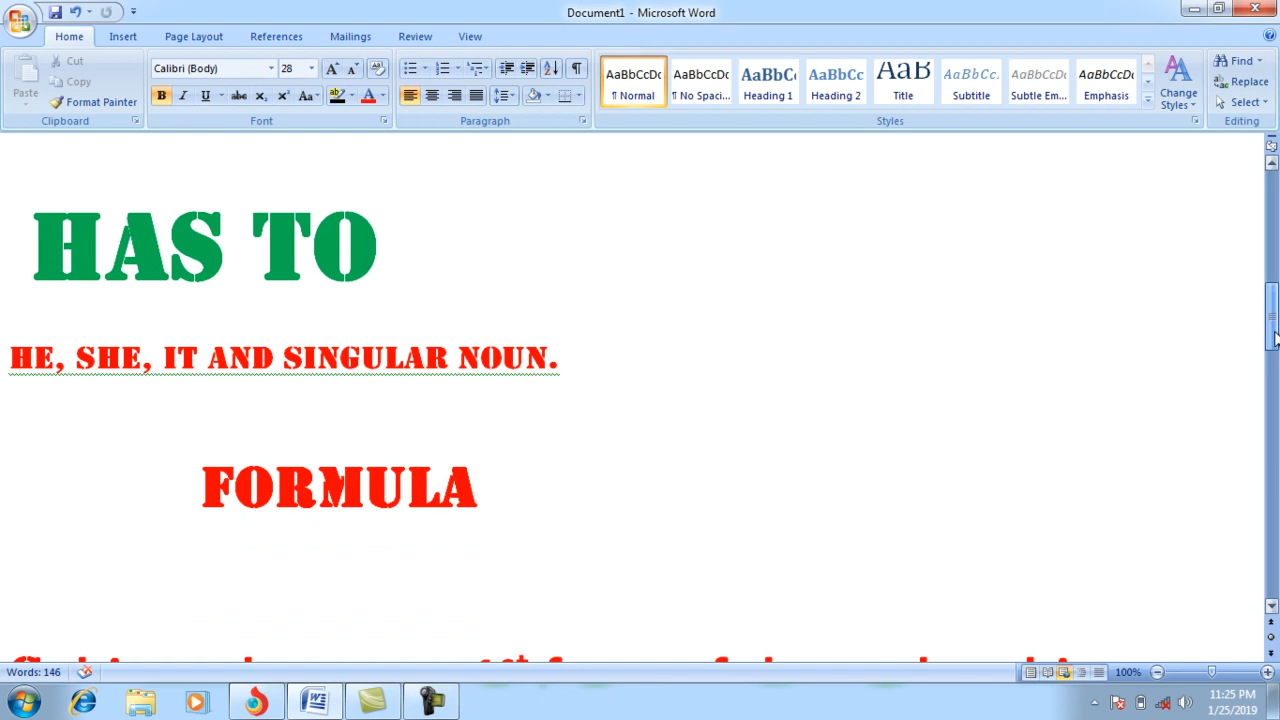 Document1 - Microsoft Word
Home Insert Page Layout References Mailings Review View
Paste
Cut
Copy
Format Painter
Clipboard
Calibri (Body) 28
Font
Paragraph
AaBbCcDc AaBbCcDc AaBbC AaBbCc AaB AaBbCc. AaBbCcDc AaBbCcDc
¶ Normal ¶ No Spaci... Heading 1 Heading 2 Title Subtitle Subtle Em... Emphasis
Change
Styles
Styles
Find
Replace
Select
Editing
HAS TO
HE, SHE, IT AND SINGULAR NOUN.
FORMULA
Words: 146
100%
11:25 PM
1/25/2019